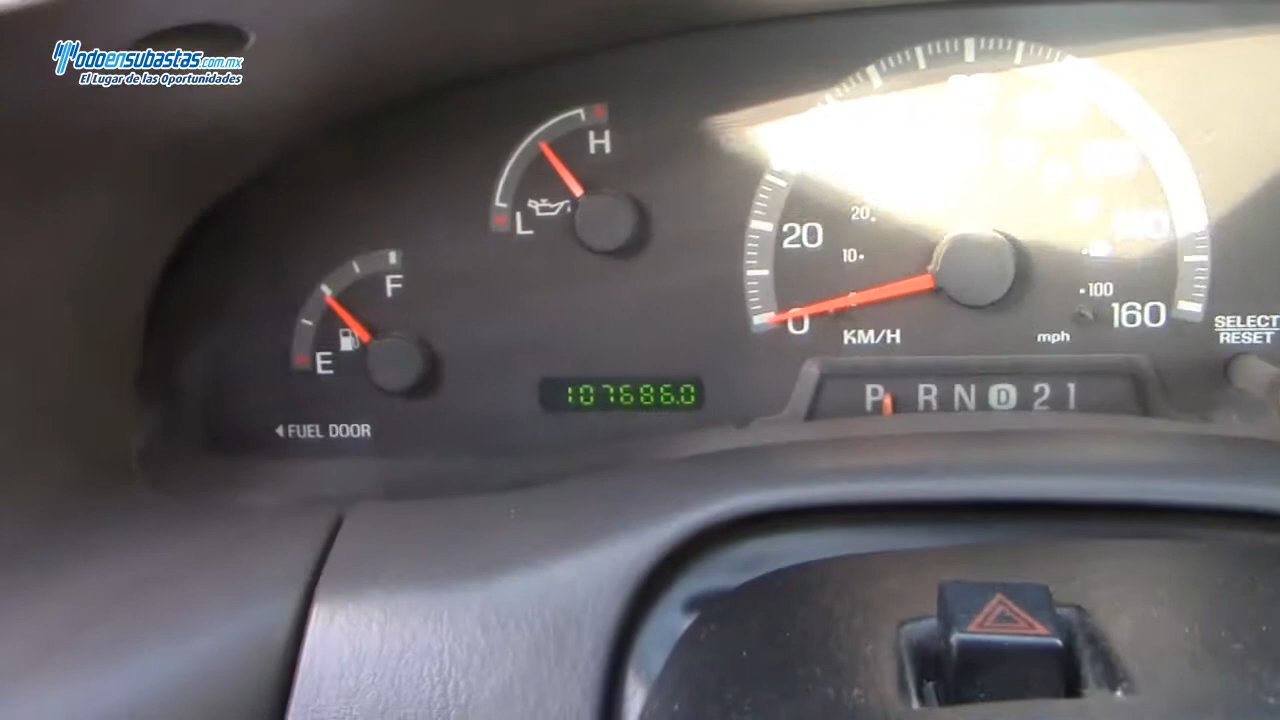 Todoensubastas.com.mx
El Lugar de las Oportunidades
H
L
F
E
◄FUEL DOOR
107686.0
20
0
20
10
100
160
KM/H
mph
SELECT
RESET
P R N D 2 1